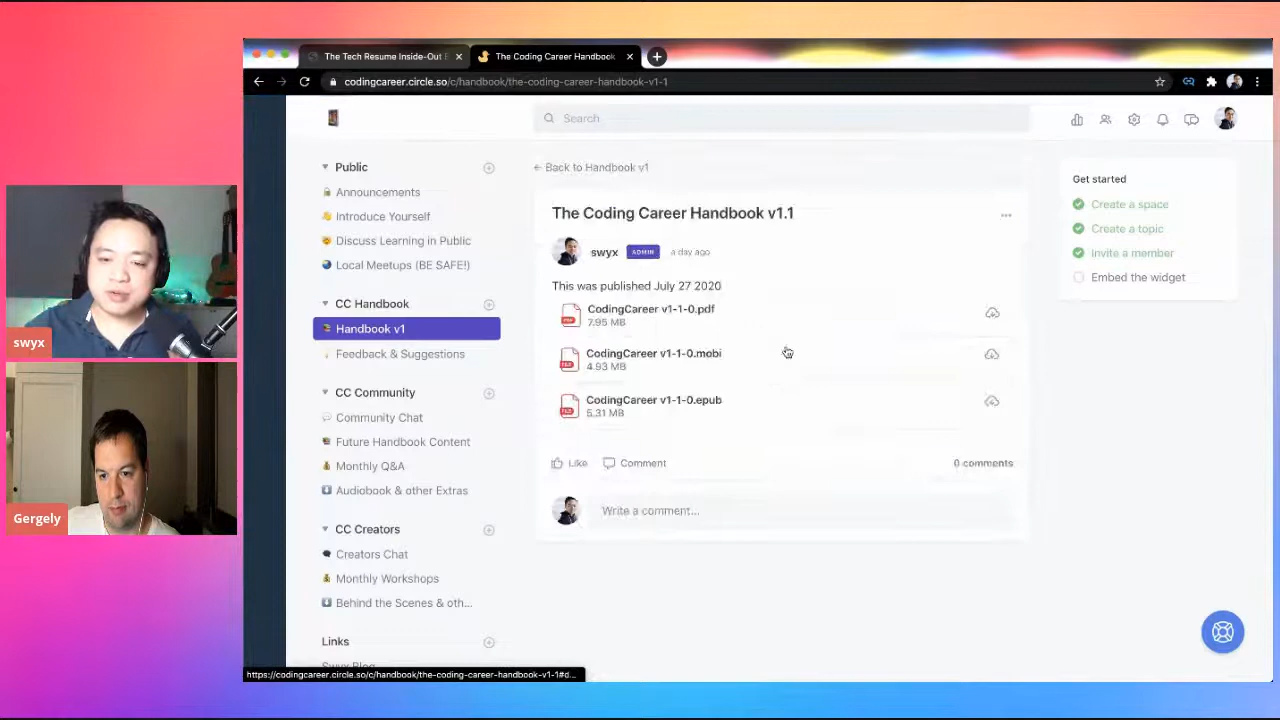 The Tech Resume Inside-Out
The Coding Career Handbook
codingcareer.circle.so/c/handbook/the-coding-career-handbook-v1-1
Search
Public
Announcements
Introduce Yourself
Discuss Learning in Public
Local Meetups (BE SAFE!)
CC Handbook
Handbook v1
Feedback & Suggestions
CC Community
Community Chat
Future Handbook Content
Monthly Q&A
Audiobook & other Extras
CC Creators
Creators Chat
Monthly Workshops
Behind the Scenes & oth...
Links
Swyx Blog
← Back to Handbook v1
The Coding Career Handbook v1.1
swyx ADMIN a day ago
This was published July 27 2020
CodingCareer v1-1-0.pdf
7.95 MB
CodingCareer v1-1-0.mobi
4.93 MB
CodingCareer v1-1-0.epub
5.31 MB
Like Comment 0 comments
Write a comment...
Get started
Create a space
Create a topic
Invite a member
Embed the widget
swyx
Gergely
https://codingcareer.circle.so/c/handbook/the-coding-career-handbook-v1-1#d...